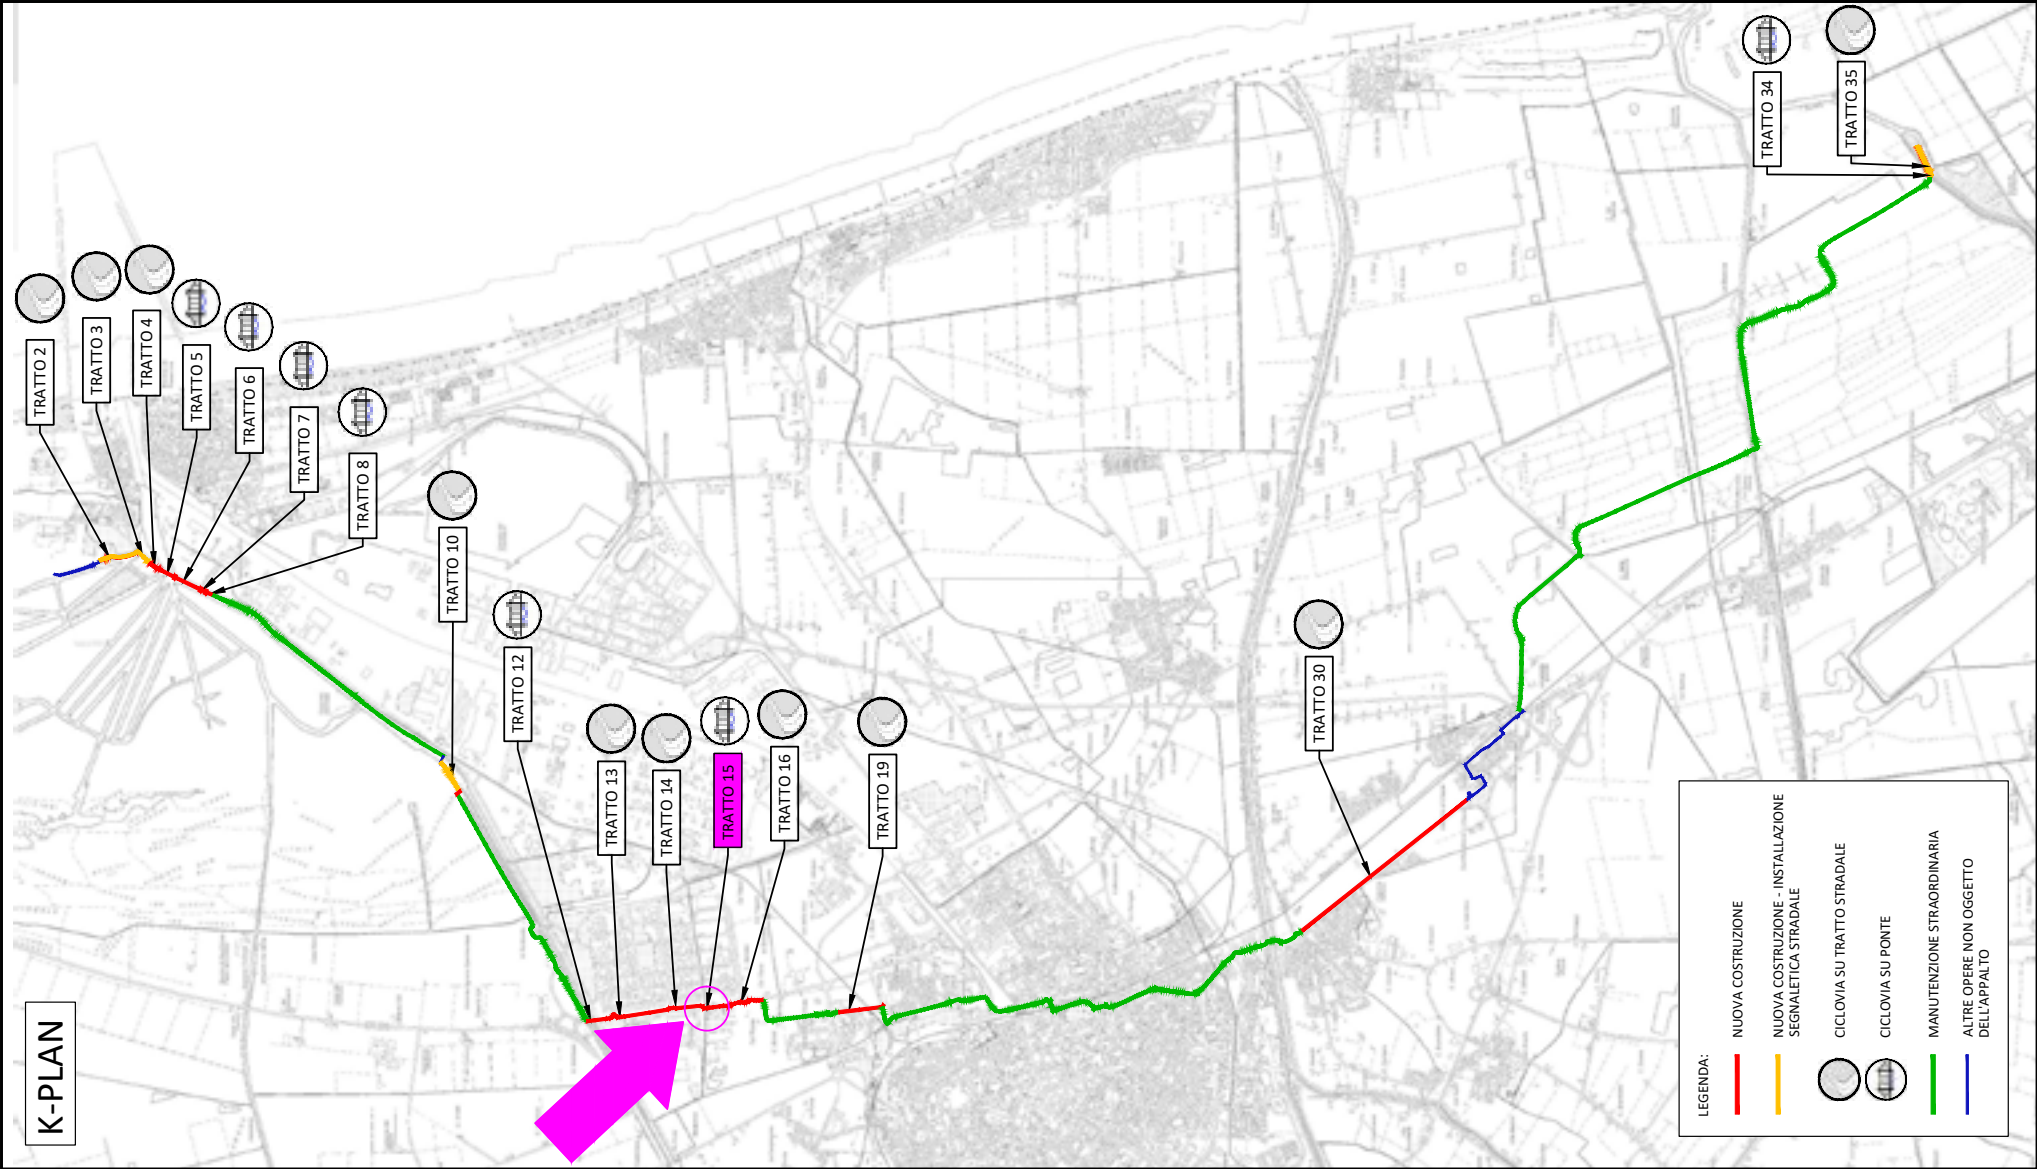 K-PLAN
TRATTO 2
TRATTO 3
TRATTO 4
TRATTO 5
TRATTO 6
TRATTO 7
TRATTO 8
TRATTO 10
TRATTO 12
TRATTO 13
TRATTO 14
TRATTO 15
TRATTO 16
TRATTO 19
TRATTO 30
TRATTO 34
TRATTO 35
LEGENDA:
NUOVA COSTRUZIONE
NUOVA COSTRUZIONE - INSTALLAZIONE
SEGNALETICA STRADALE
CICLOVIA SU TRATTO STRADALE
CICLOVIA SU PONTE
MANUTENZIONE STRAORDINARIA
ALTRE OPERE NON OGGETTO
DELL'APPALTO